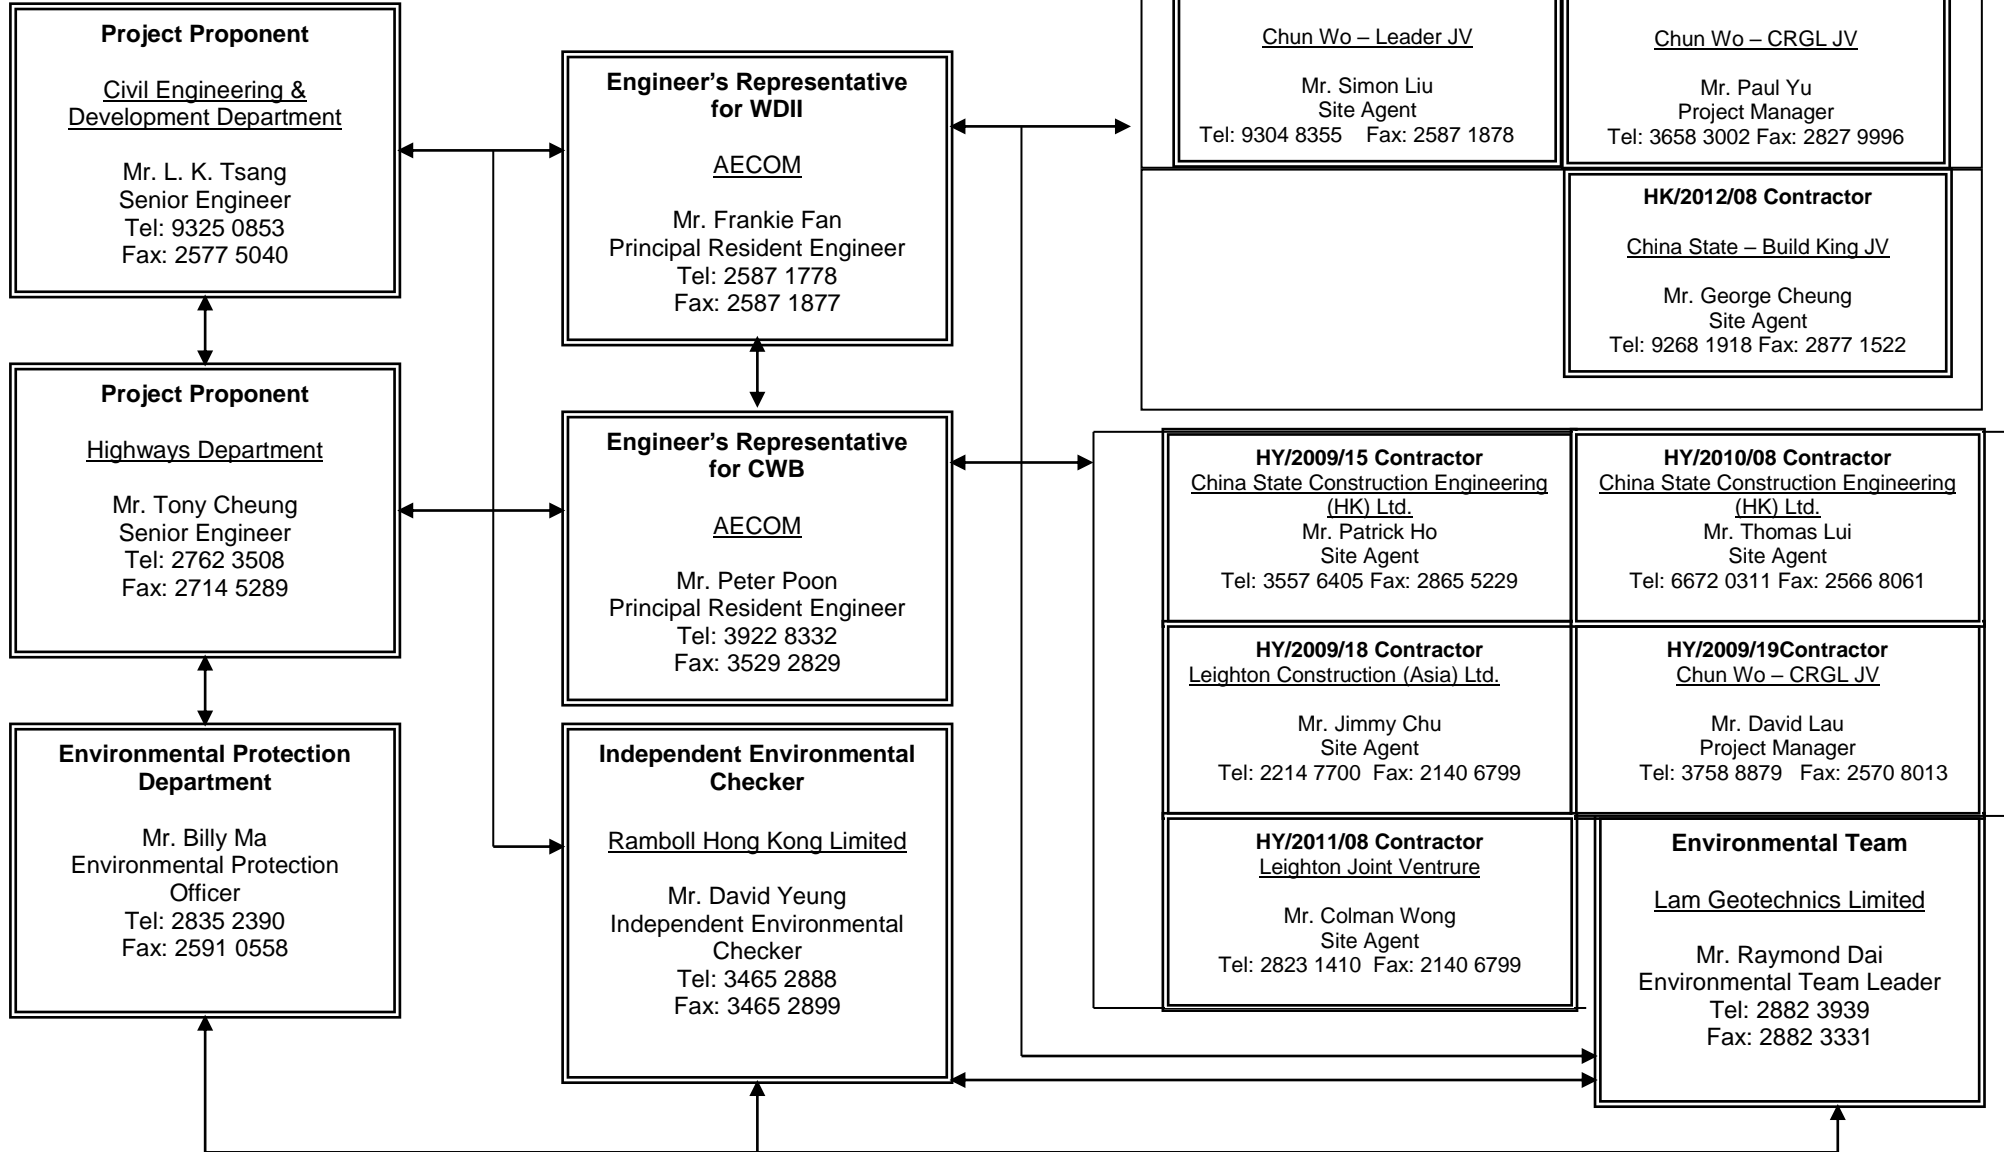 Project Proponent
Civil Engineering &
Development Department
Mr. L. K. Tsang
Senior Engineer
Tel: 9325 0853
Fax: 2577 5040
Project Proponent
Highways Department
Mr. Tony Cheung
Senior Engineer
Tel: 2762 3508
Fax: 2714 5289
Environmental Protection
Department
Mr. Billy Ma
Environmental Protection
Officer
Tel: 2835 2390
Fax: 2591 0558
Engineer’s Representative
for WDII
AECOM
Mr. Frankie Fan
Principal Resident Engineer
Tel: 2587 1778
Fax: 2587 1877
Engineer’s Representative
for CWB
AECOM
Mr. Peter Poon
Principal Resident Engineer
Tel: 3922 8332
Fax: 3529 2829
Independent Environmental
Checker
Ramboll Hong Kong Limited
Mr. David Yeung
Independent Environmental
Checker
Tel: 3465 2888
Fax: 3465 2899
Chun Wo – Leader JV
Mr. Simon Liu
Site Agent
Tel: 9304 8355 Fax: 2587 1878
Chun Wo – CRGL JV
Mr. Paul Yu
Project Manager
Tel: 3658 3002 Fax: 2827 9996
HK/2012/08 Contractor
China State – Build King JV
Mr. George Cheung
Site Agent
Tel: 9268 1918 Fax: 2877 1522
HY/2009/15 Contractor
China State Construction Engineering
(HK) Ltd.
Mr. Patrick Ho
Site Agent
Tel: 3557 6405 Fax: 2865 5229
HY/2010/08 Contractor
China State Construction Engineering
(HK) Ltd.
Mr. Thomas Lui
Site Agent
Tel: 6672 0311 Fax: 2566 8061
HY/2009/18 Contractor
Leighton Construction (Asia) Ltd.
Mr. Jimmy Chu
Site Agent
Tel: 2214 7700 Fax: 2140 6799
HY/2009/19Contractor
Chun Wo – CRGL JV
Mr. David Lau
Project Manager
Tel: 3758 8879 Fax: 2570 8013
HY/2011/08 Contractor
Leighton Joint Ventrure
Mr. Colman Wong
Site Agent
Tel: 2823 1410 Fax: 2140 6799
Environmental Team
Lam Geotechnics Limited
Mr. Raymond Dai
Environmental Team Leader
Tel: 2882 3939
Fax: 2882 3331